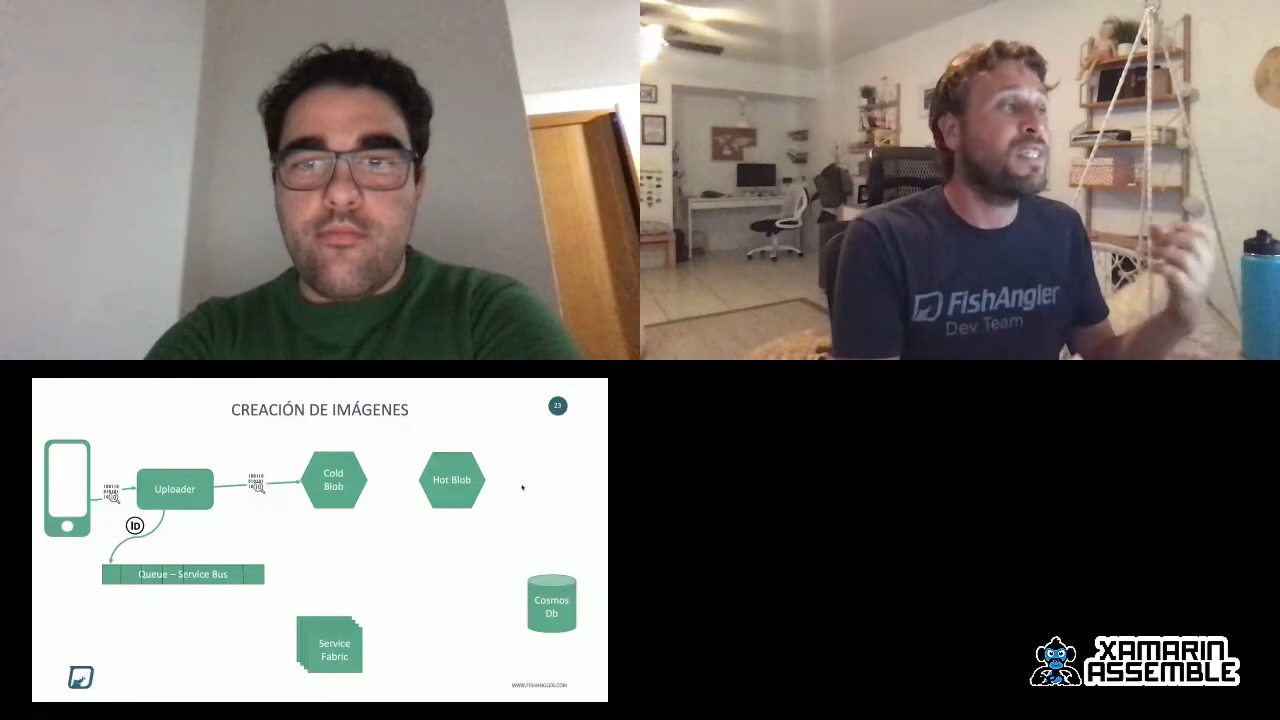 FishAngler
Dev Team
CREACIÓN DE IMÁGENES
23
Uploader
Cold
Blob
Hot Blob
ID
Queue – Service Bus
Cosmos
Db
Service
Fabric
WWW.FISHANGLER.COM
XAMARIN
ASSEMBLE